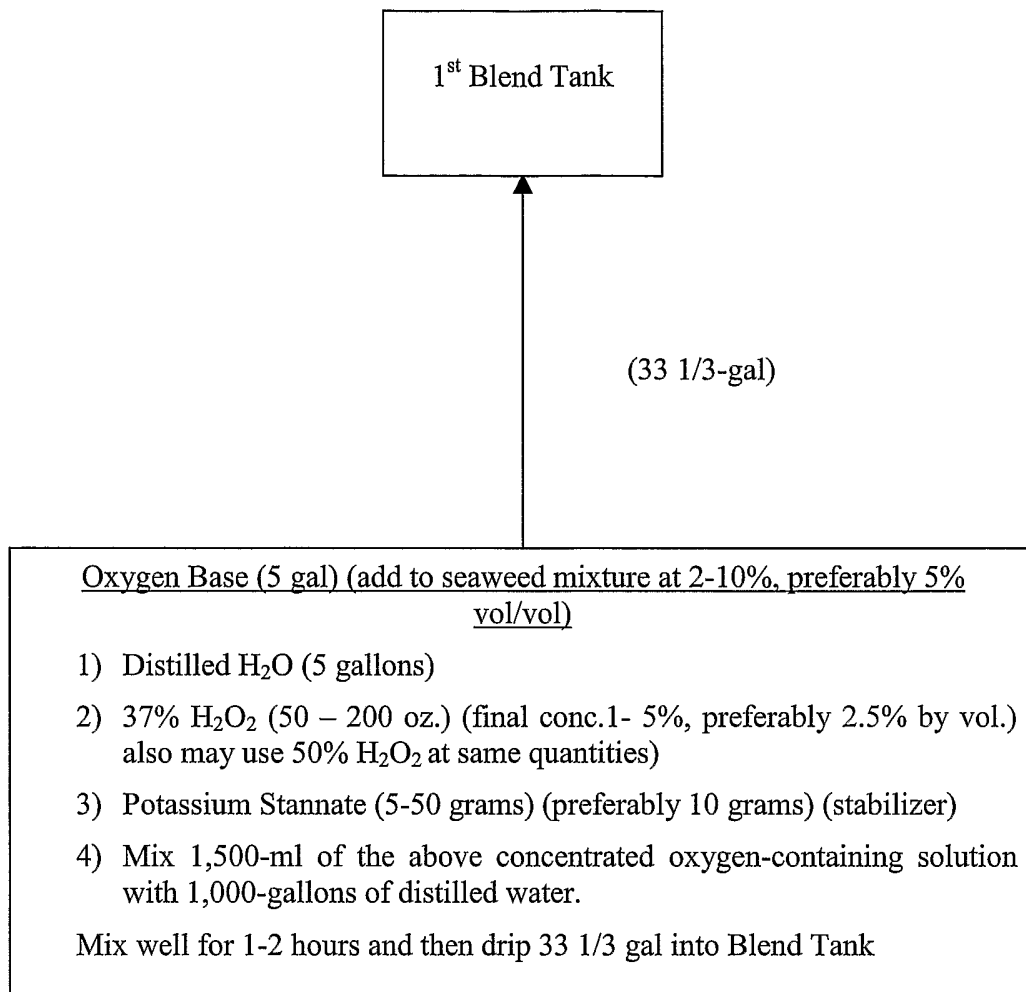 1st Blend Tank
(33 1/3-gal)
Oxygen Base (5 gal) (add to seaweed mixture at 2-10%, preferably 5%
vol/vol)
1) Distilled H2O (5 gallons)
2) 37% H2O2 (50 – 200 oz.) (final conc.1- 5%, preferably 2.5% by vol.)
also may use 50% H2O2 at same quantities)
3) Potassium Stannate (5-50 grams) (preferably 10 grams) (stabilizer)
4) Mix 1,500-ml of the above concentrated oxygen-containing solution
with 1,000-gallons of distilled water.
Mix well for 1-2 hours and then drip 33 1/3 gal into Blend Tank